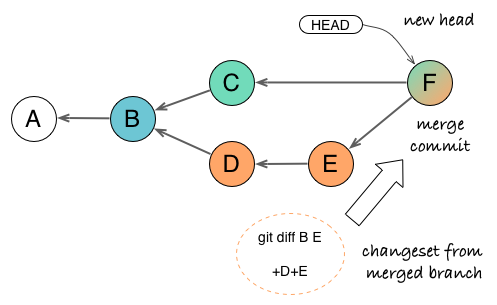 HEAD
new head
A
B
C
D
E
F
merge
commit
git diff B E
+D+E
changeset from
merged branch